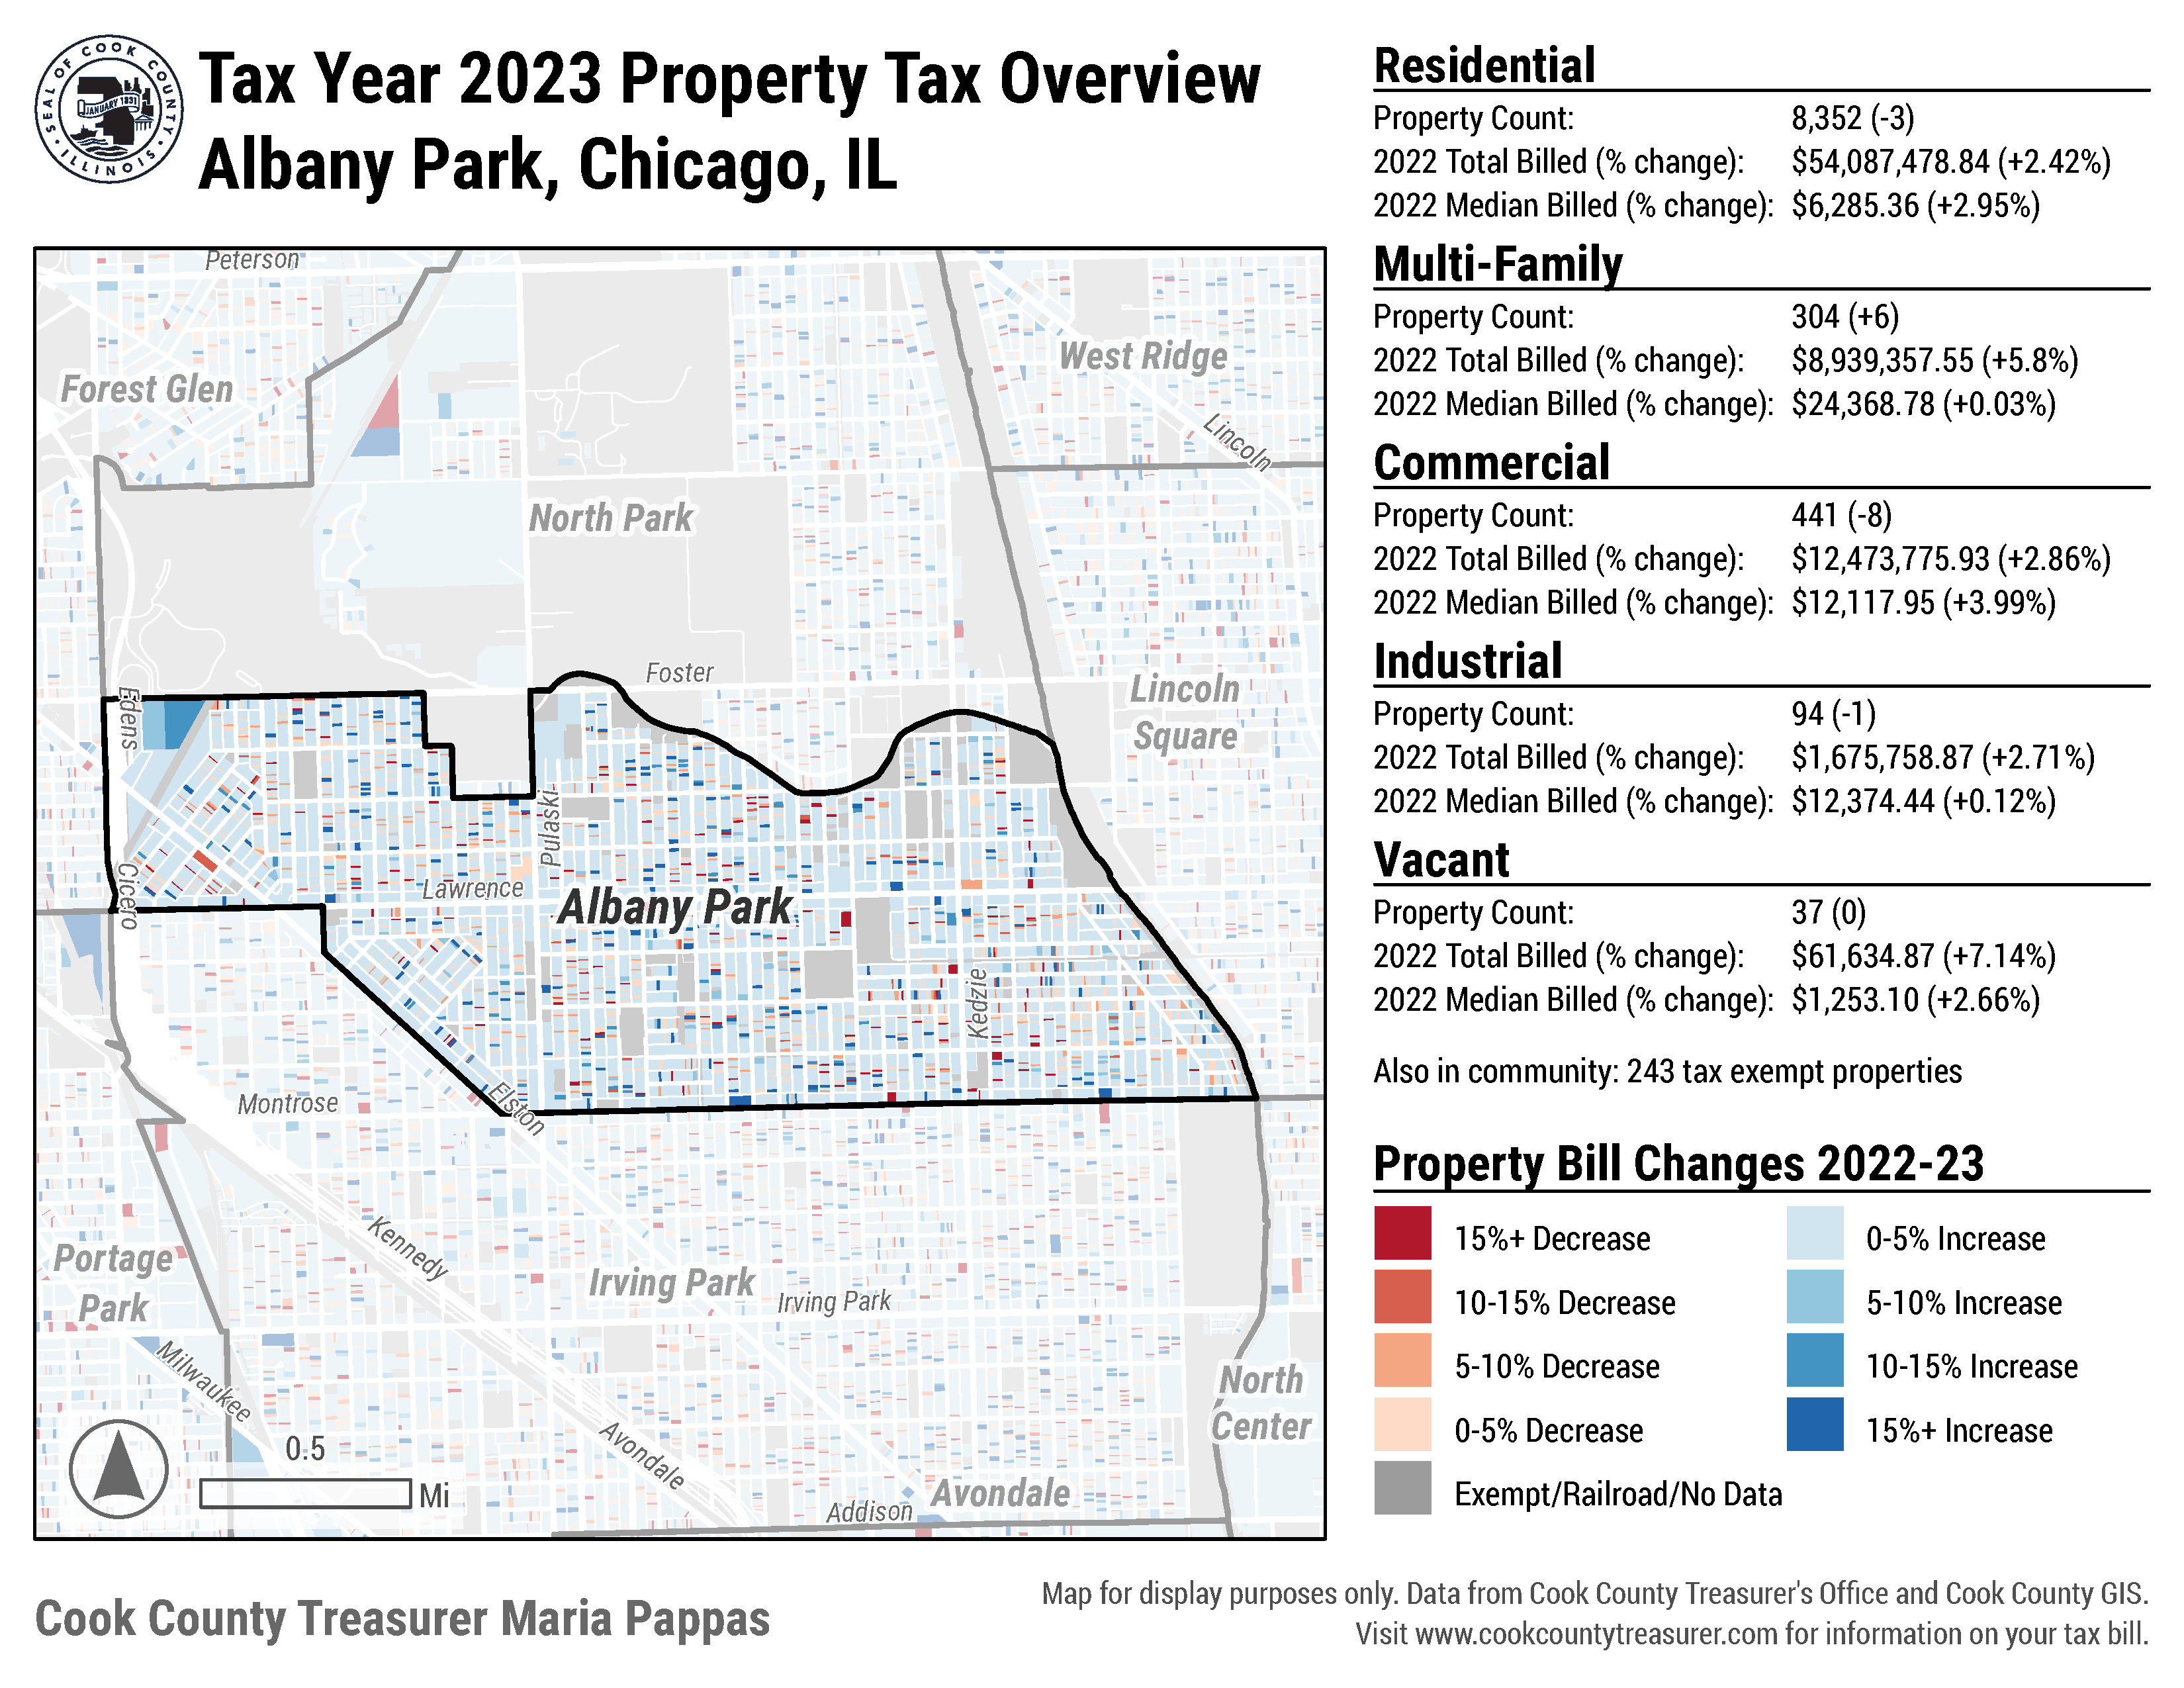 SEAL OF COOK COUNTY
JANUARY 1831
ILLINOIS
Tax Year 2023 Property Tax Overview
Albany Park, Chicago, IL
Peterson
Forest Glen
West Ridge
Lincoln
North Park
Foster
Edens
Lincoln
Square
Pulaski
Cicero
Lawrence
Albany Park
Kedzie
Elston
Montrose
Kennedy
Portage
Park
Irving Park
Irving Park
Milwaukee
North
Center
Avondale
Avondale
Addison
0.5
Mi
Residential
Property Count: 8,352 (-3)
2022 Total Billed (% change): $54,087,478.84 (+2.42%)
2022 Median Billed (% change): $6,285.36 (+2.95%)
Multi-Family
Property Count: 304 (+6)
2022 Total Billed (% change): $8,939,357.55 (+5.8%)
2022 Median Billed (% change): $24,368.78 (+0.03%)
Commercial
Property Count: 441 (-8)
2022 Total Billed (% change): $12,473,775.93 (+2.86%)
2022 Median Billed (% change): $12,117.95 (+3.99%)
Industrial
Property Count: 94 (-1)
2022 Total Billed (% change): $1,675,758.87 (+2.71%)
2022 Median Billed (% change): $12,374.44 (+0.12%)
Vacant
Property Count: 37 (0)
2022 Total Billed (% change): $61,634.87 (+7.14%)
2022 Median Billed (% change): $1,253.10 (+2.66%)
Also in community: 243 tax exempt properties
Property Bill Changes 2022-23
15%+ Decrease
10-15% Decrease
5-10% Decrease
0-5% Decrease
Exempt/Railroad/No Data
0-5% Increase
5-10% Increase
10-15% Increase
15%+ Increase
Cook County Treasurer Maria Pappas
Map for display purposes only. Data from Cook County Treasurer's Office and Cook County GIS.
Visit www.cookcountytreasurer.com for information on your tax bill.